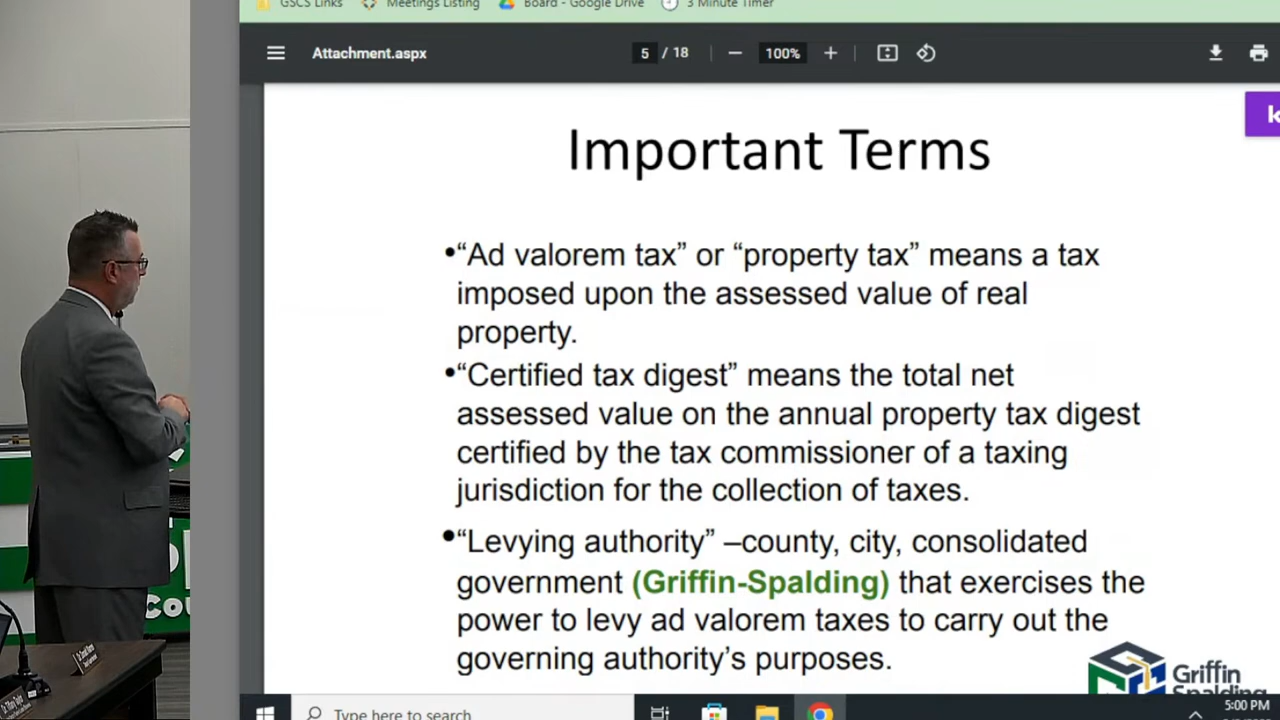 GSCS Links Meetings Listing Board - Google Drive 3 Minute Timer
Attachment.aspx 5 / 18 100%
k
Important Terms
•“Ad valorem tax” or “property tax” means a tax
imposed upon the assessed value of real
property.
•“Certified tax digest” means the total net
assessed value on the annual property tax digest
certified by the tax commissioner of a taxing
jurisdiction for the collection of taxes.
•“Levying authority” –county, city, consolidated
government (Griffin-Spalding) that exercises the
power to levy ad valorem taxes to carry out the
governing authority’s purposes.
Griffin
Spalding
Type here to search
5:00 PM